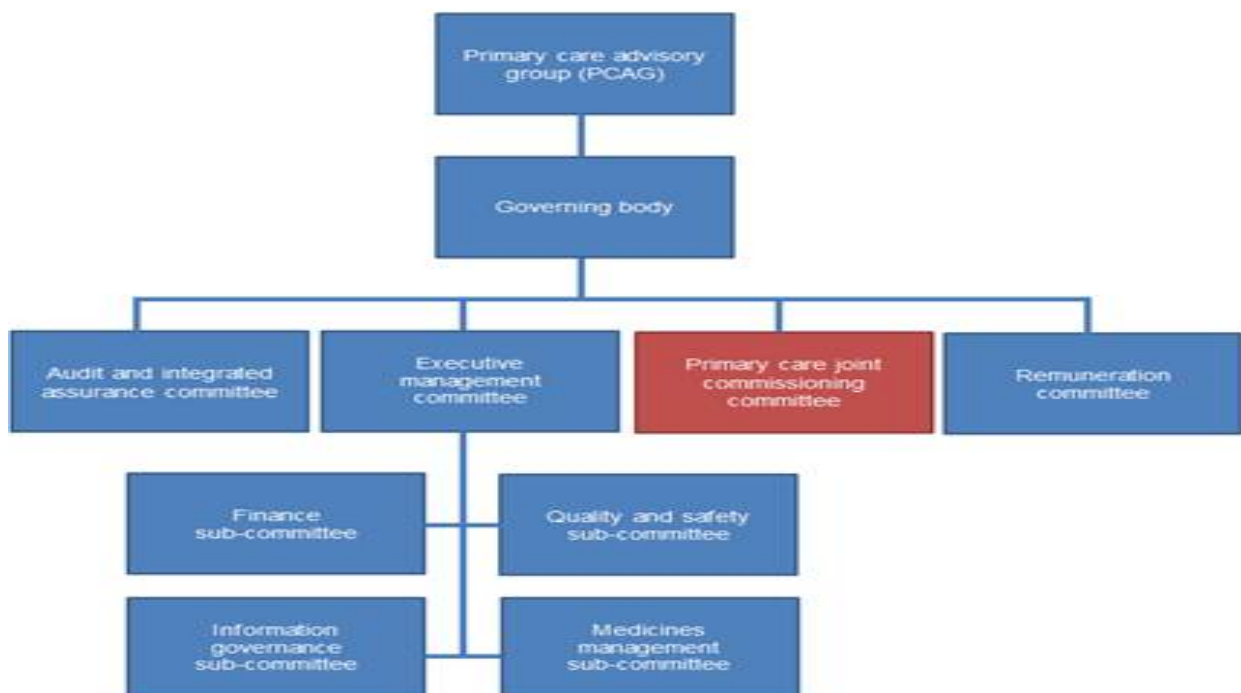 Primary care advisory
group (PCAG)
Governing body
Audit and integrated
assurance committee
Executive
management
committee
Primary care joint
commissioning
committee
Remuneration
committee
Finance
sub-committee
Quality and safety
sub-committee
Information
governance
sub-committee
Medicines
management
sub-committee